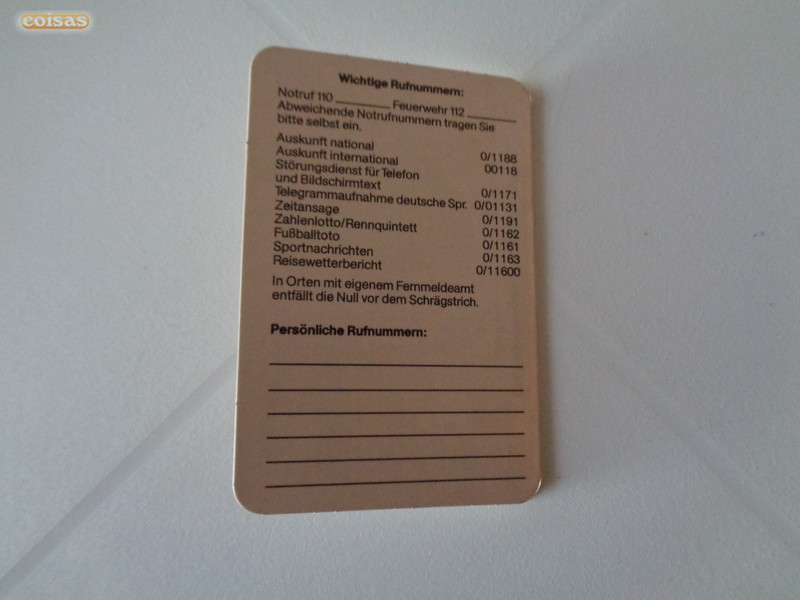 coisas
Wichtige Rufnummern:
Notruf 110 ________ Feuerwehr 112 ________
Abweichende Notrufnummern tragen Sie
bitte selbst ein.
Auskunft national 0/1188
Auskunft international 00118
Störungsdienst für Telefon
und Bildschirmtext 0/1171
Telegrammaufnahme deutsche Spr. 0/01131
Zeitansage 0/1191
Zahlenlotto/Rennquintett 0/1162
Fußballtoto 0/1161
Sportnachrichten 0/1163
Reisewetterbericht 0/11600
In Orten mit eigenem Fernmeldeamt
entfällt die Null vor dem Schrägstrich.
Persönliche Rufnummern: